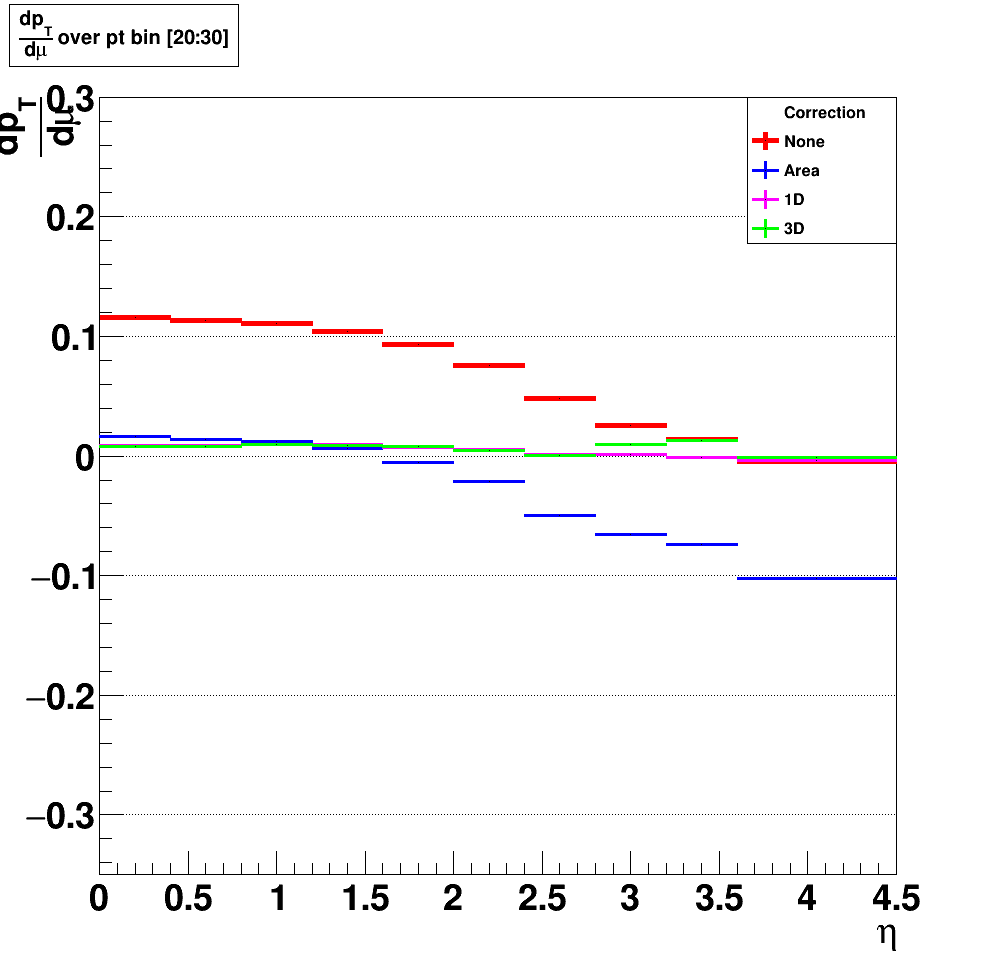 dp_T
dμ
over pt bin [20:30]
dp_T
dμ
0.3
0.2
0.1
0
−0.1
−0.2
−0.3
Correction
None
Area
1D
3D
0 0.5 1 1.5 2 2.5 3 3.5 4 4.5
η